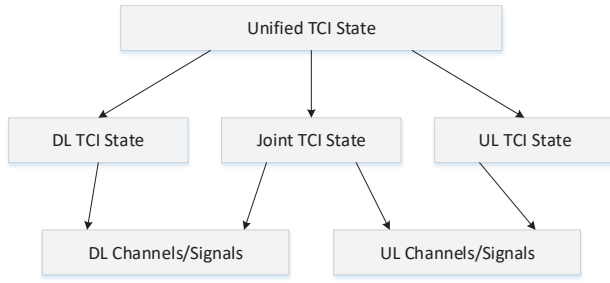 Unified TCI State
DL TCI State
Joint TCI State
UL TCI State
DL Channels/Signals
UL Channels/Signals